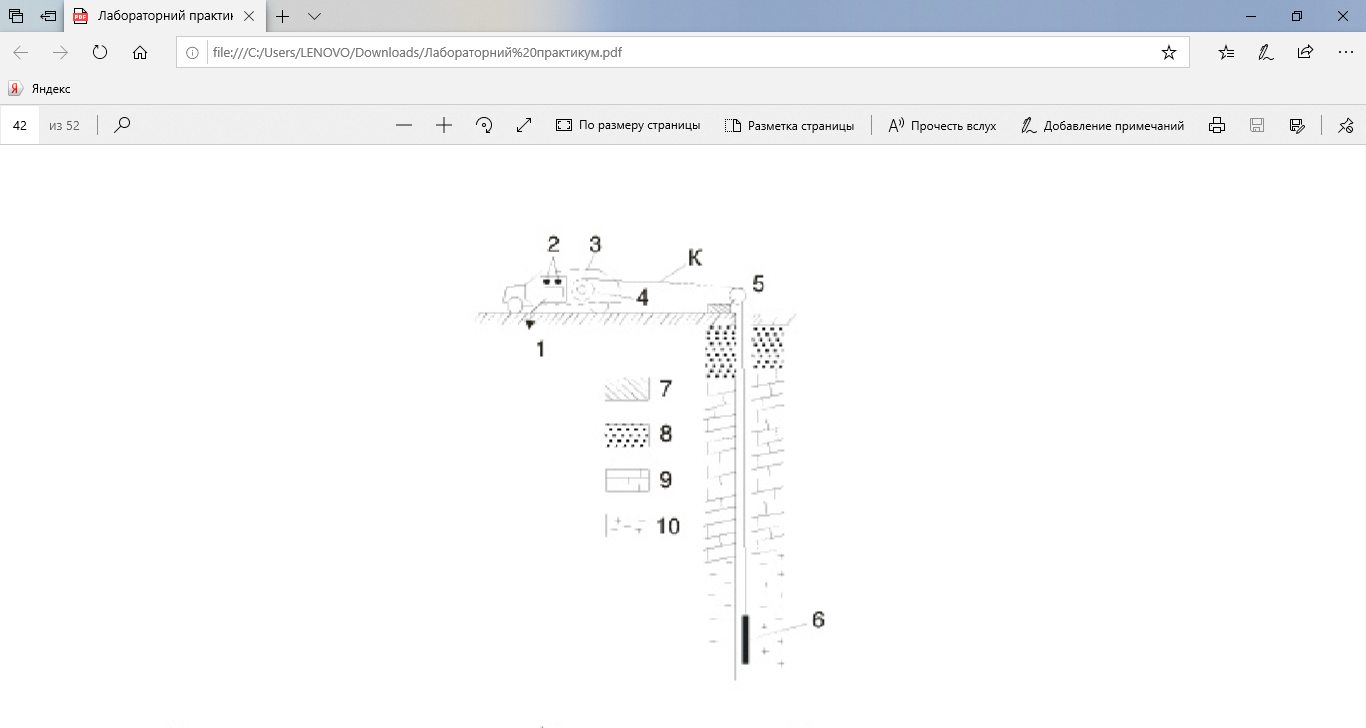 Лабораторний практик
file:///C:/Users/LENOVO/Downloads/Лабораторний%20практикум.pdf
Яндекс
42 из 52 По размеру страницы Разметка страницы Прочесть вслух Добавление примечаний
2 3 К
5
4
1
7
8
9
10
6